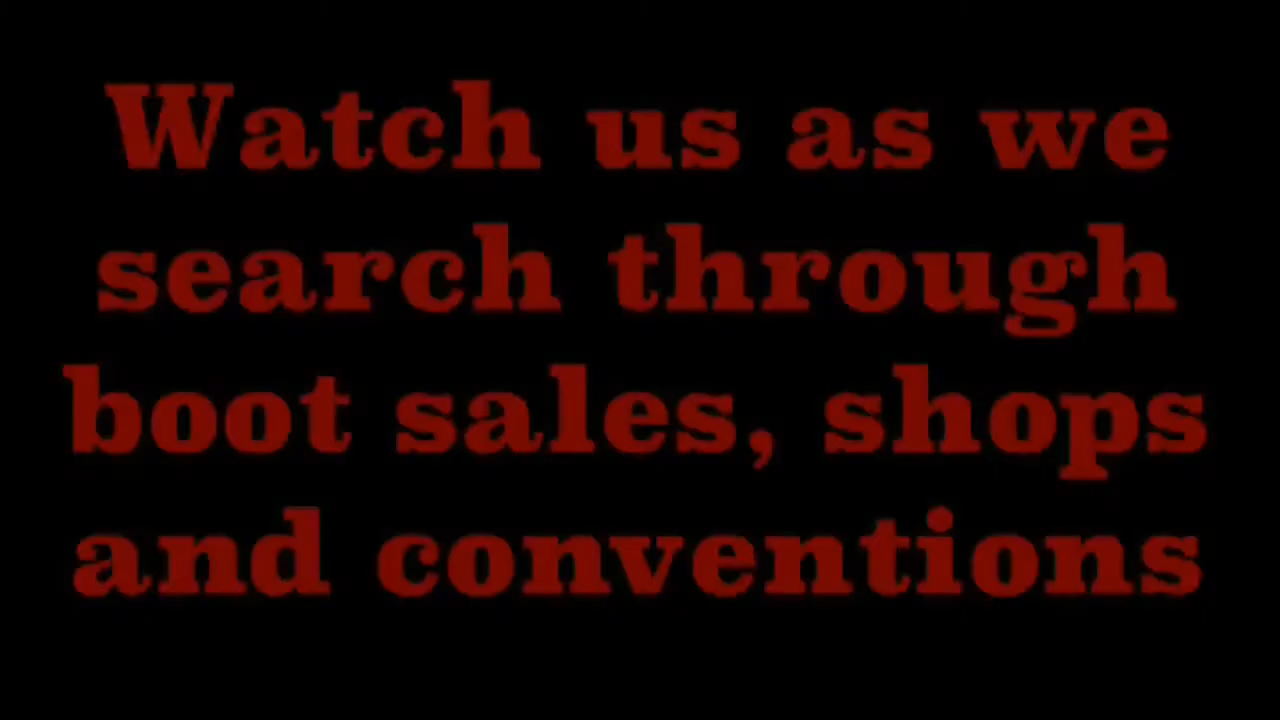 Watch us as we
search through
boot sales, shops
and conventions